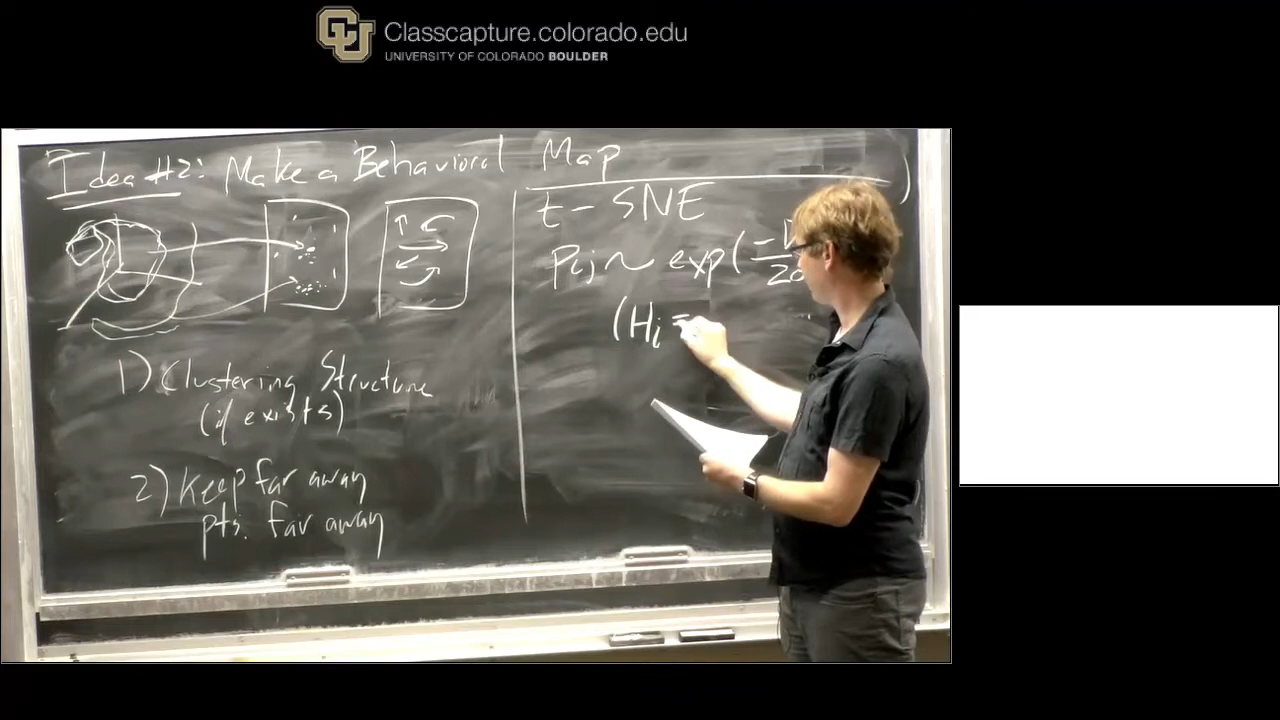 CU
Classcapture.colorado.edu
UNIVERSITY OF COLORADO BOULDER
Idea #2: Make a Behavioral Map
1) Clustering Structure
(if exists)
2) Keep far away
pts. far away
t-SNE
Pij ~ exp(-
(Hi =